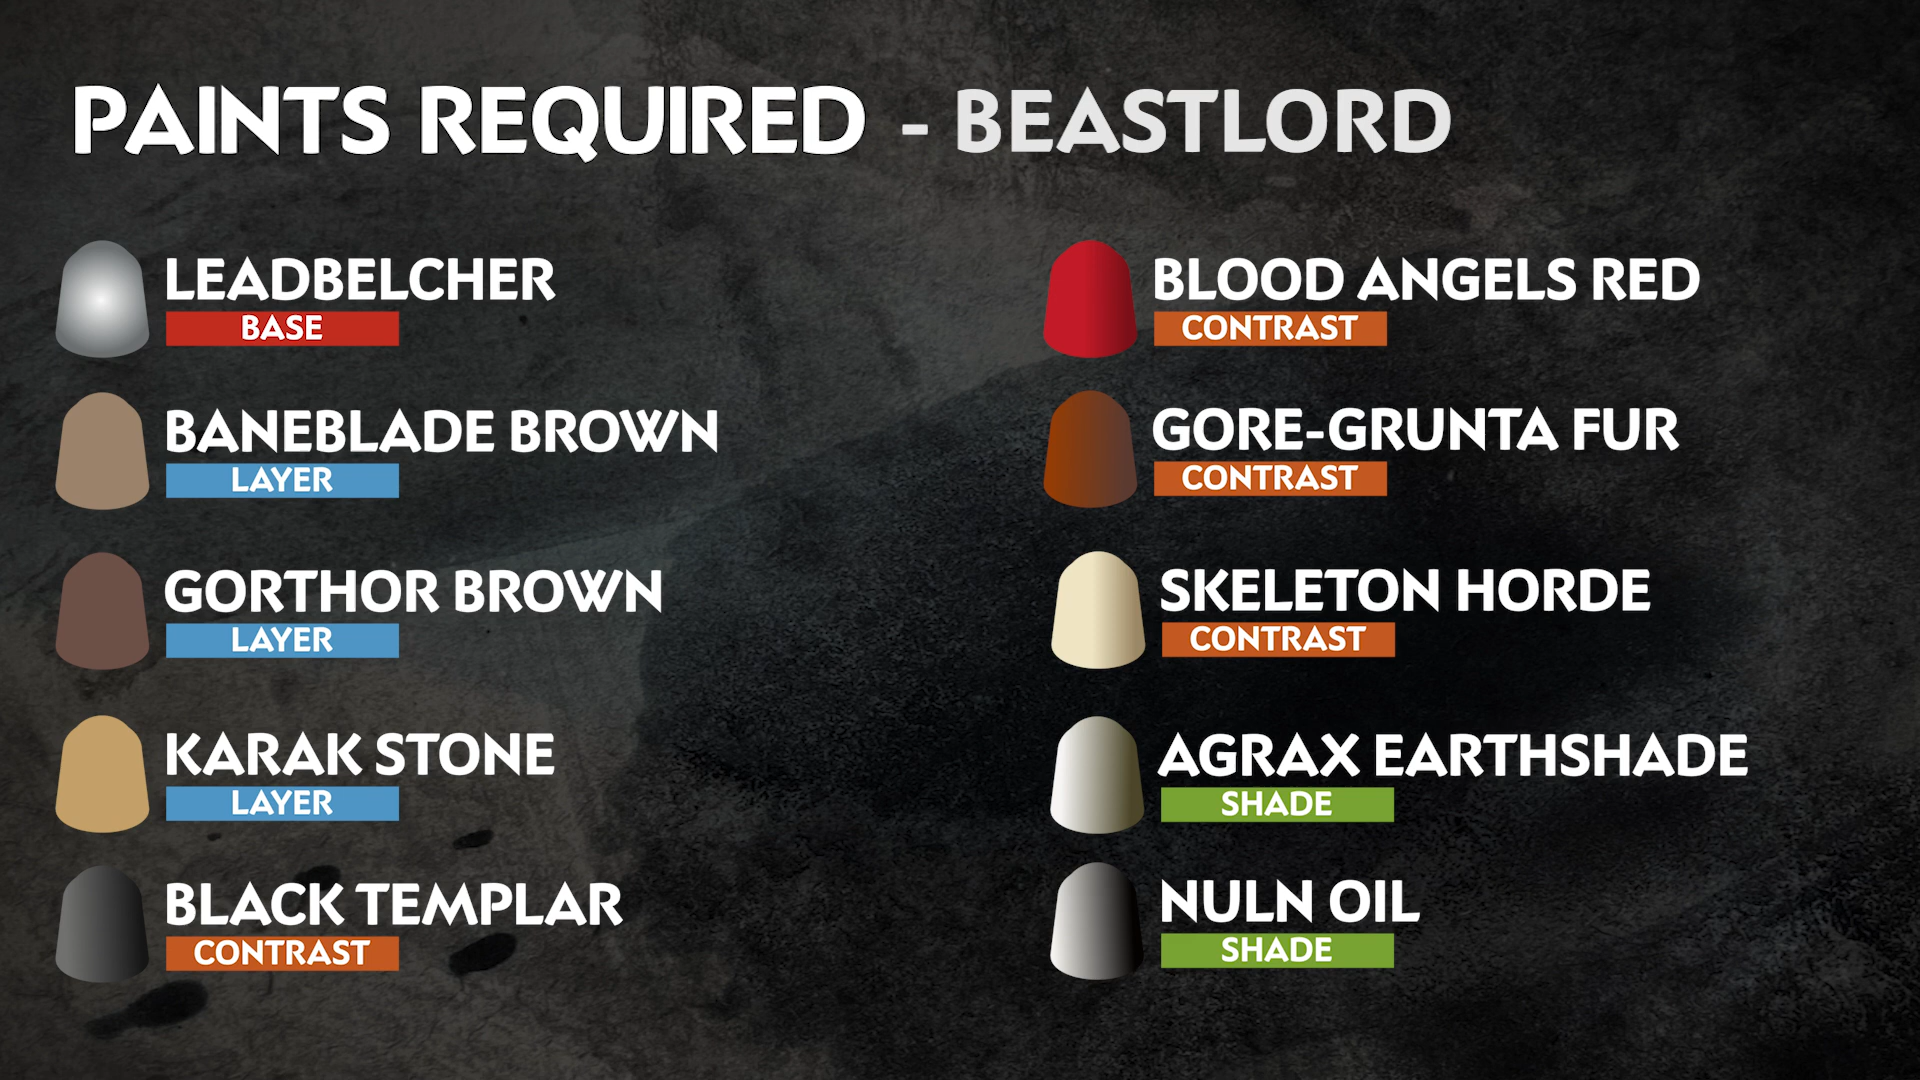 PAINTS REQUIRED - BEASTLORD
LEADBELCHER
BASE
BANEBLADE BROWN
LAYER
GORTHOR BROWN
LAYER
KARAK STONE
LAYER
BLACK TEMPLAR
CONTRAST
BLOOD ANGELS RED
CONTRAST
GORE-GRUNTA FUR
CONTRAST
SKELETON HORDE
CONTRAST
AGRAX EARTHSHADE
SHADE
NULN OIL
SHADE